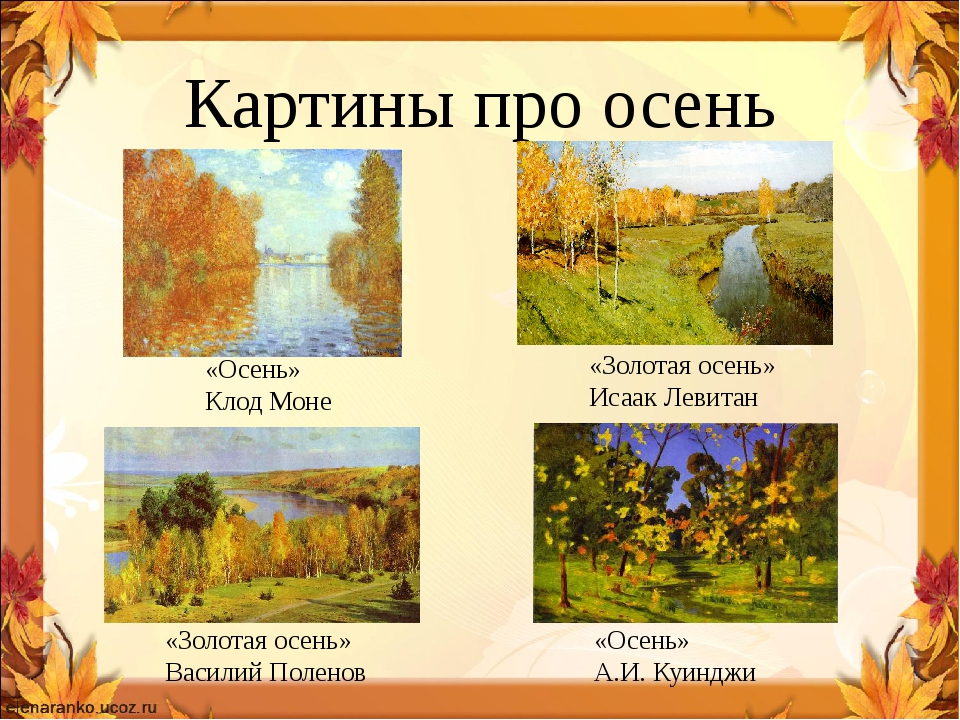 Картины про осень
«Осень»
Клод Моне
«Золотая осень»
Исаак Левитан
«Золотая осень»
Василий Поленов
«Осень»
А.И. Куинджи
elenaranko.ucoz.ru